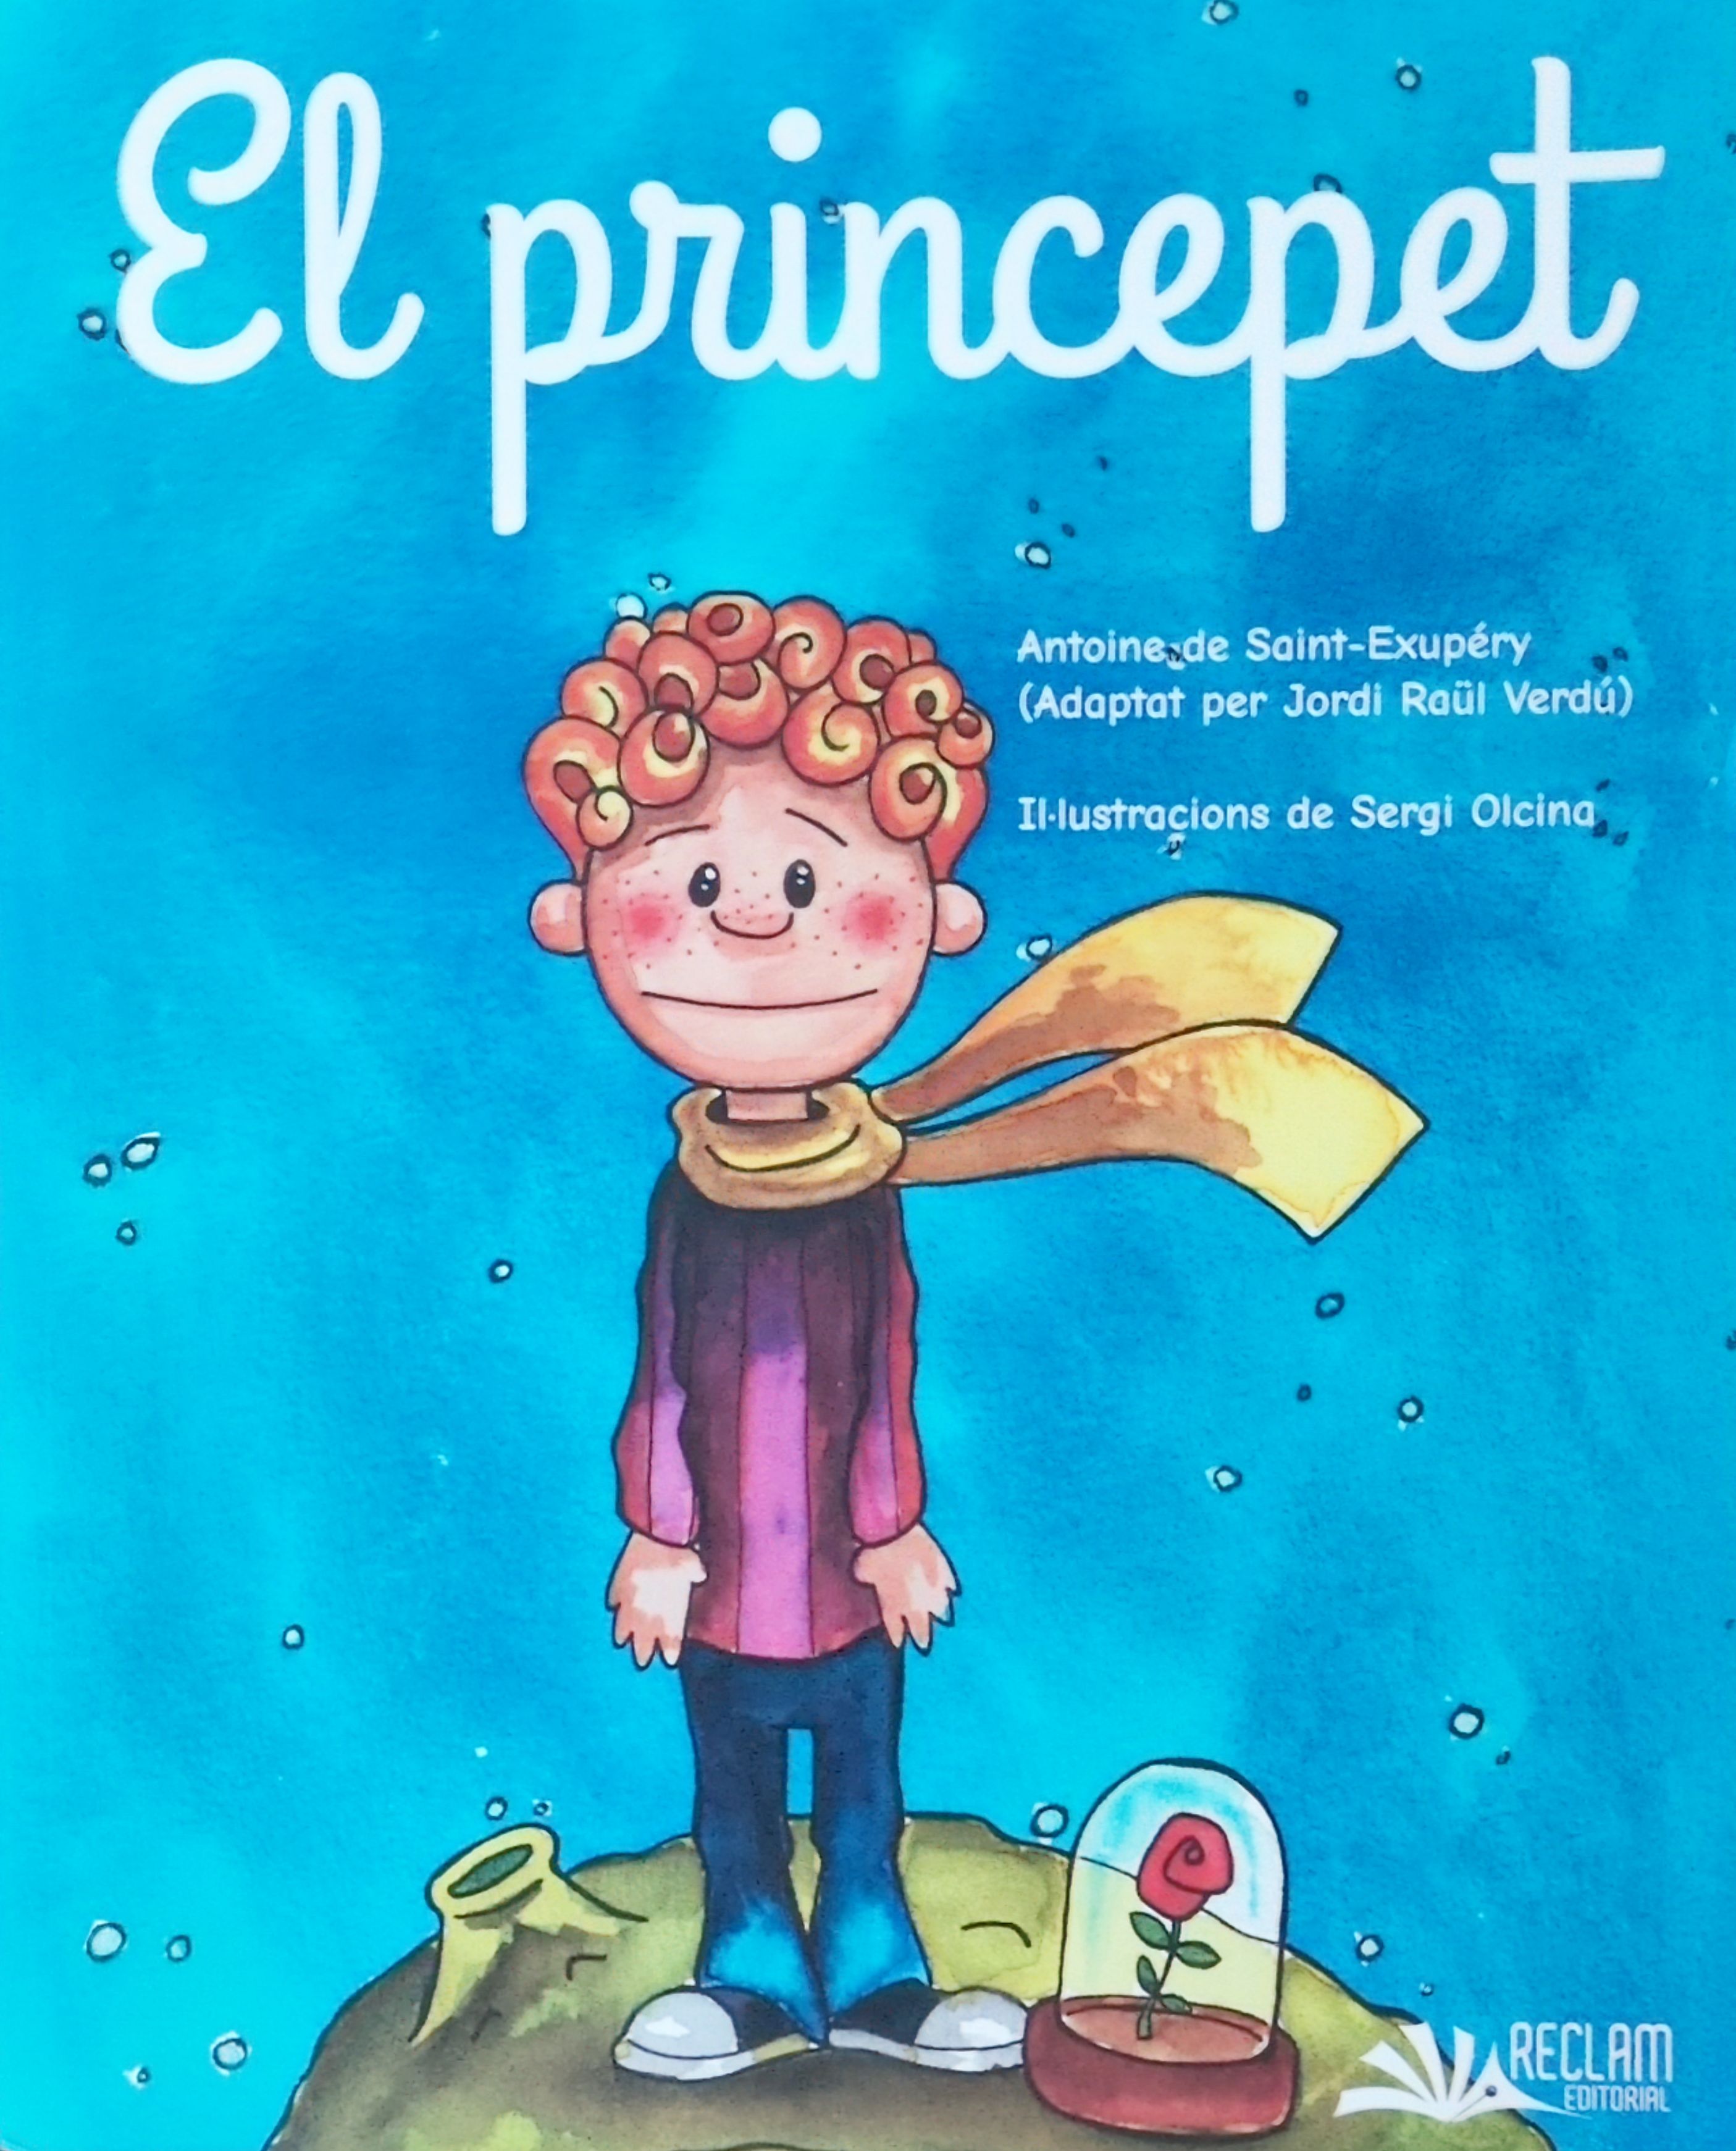 El princepet
Antoine de Saint-Exupéry
(Adaptat per Jordi Raül Verdú)
Il·lustracions de Sergi Olcina
RECLAM
EDITORIAL